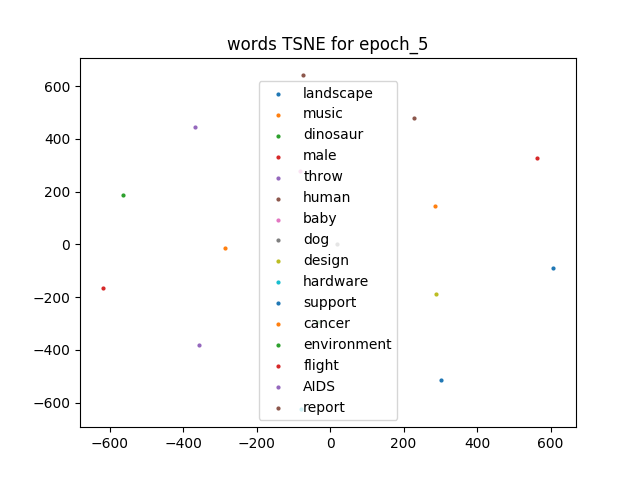 words TSNE for epoch_5
600
400
200
0
−200
−400
−600
landscape
music
dinosaur
male
throw
human
baby
dog
design
hardware
support
cancer
environment
flight
AIDS
report
−600 −400 −200 0 200 400 600